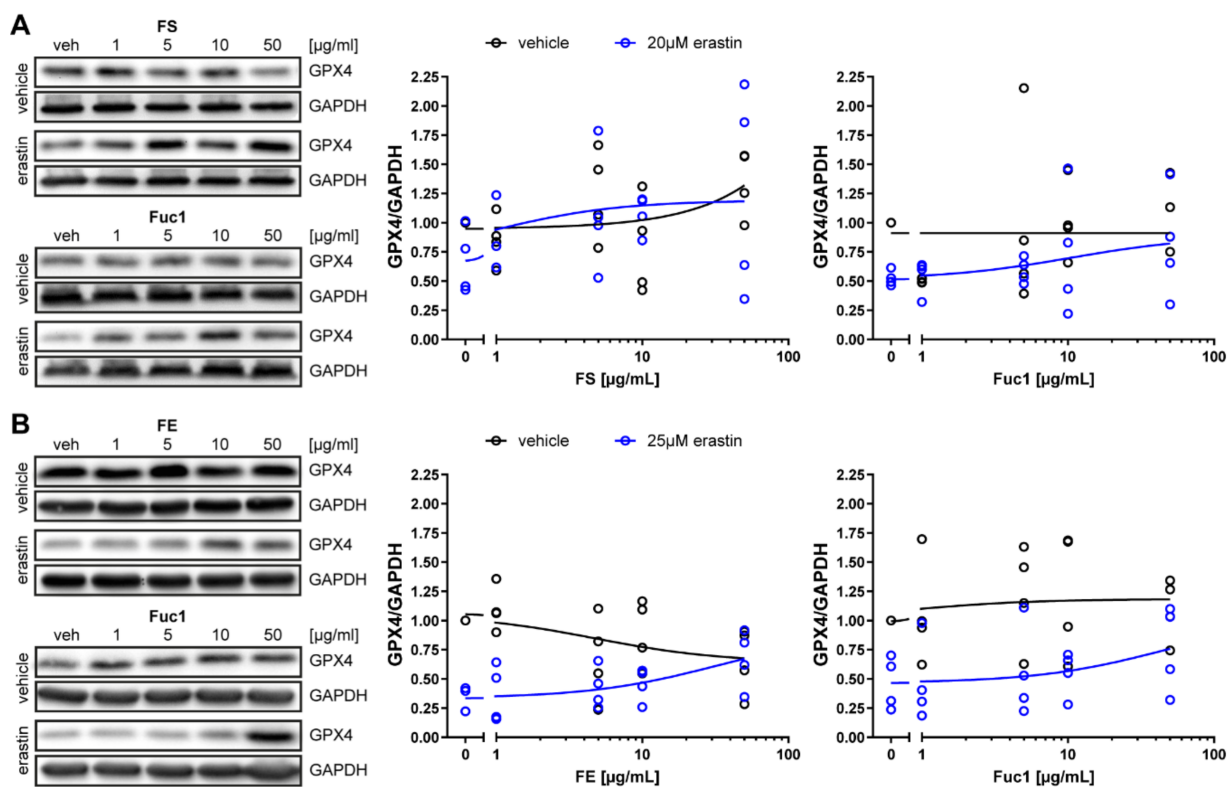 A
FS
veh 1 5 10 50 [µg/ml]
vehicle
GPX4
GAPDH
erastin
GPX4
GAPDH
Fuc1
veh 1 5 10 50 [µg/ml]
vehicle
GPX4
GAPDH
erastin
GPX4
GAPDH
vehicle 20µM erastin
GPX4/GAPDH
2.25
2.00
1.75
1.50
1.25
1.00
0.75
0.50
0.25
0.00
0 1 10 100
FS [µg/mL]
GPX4/GAPDH
2.25
2.00
1.75
1.50
1.25
1.00
0.75
0.50
0.25
0.00
0 1 10 100
Fuc1 [µg/mL]
B
FE
veh 1 5 10 50 [µg/ml]
vehicle
GPX4
GAPDH
erastin
GPX4
GAPDH
Fuc1
veh 1 5 10 50 [µg/ml]
vehicle
GPX4
GAPDH
erastin
GPX4
GAPDH
vehicle 25µM erastin
GPX4/GAPDH
2.25
2.00
1.75
1.50
1.25
1.00
0.75
0.50
0.25
0.00
0 1 10 100
FE [µg/mL]
GPX4/GAPDH
2.25
2.00
1.75
1.50
1.25
1.00
0.75
0.50
0.25
0.00
0 1 10 100
Fuc1 [µg/mL]